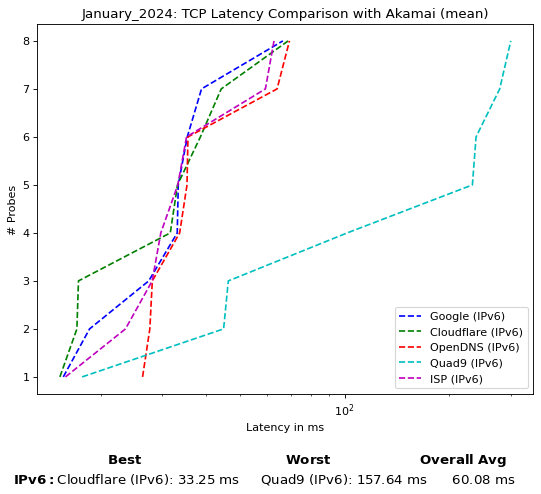 January_2024: TCP Latency Comparison with Akamai (mean)
8
7
6
5
4
3
2
1
# Probes
Google (IPv6)
Cloudflare (IPv6)
OpenDNS (IPv6)
Quad9 (IPv6)
ISP (IPv6)
10²
Latency in ms
Best Worst Overall Avg
IPv6: Cloudflare (IPv6): 33.25 ms Quad9 (IPv6): 157.64 ms 60.08 ms